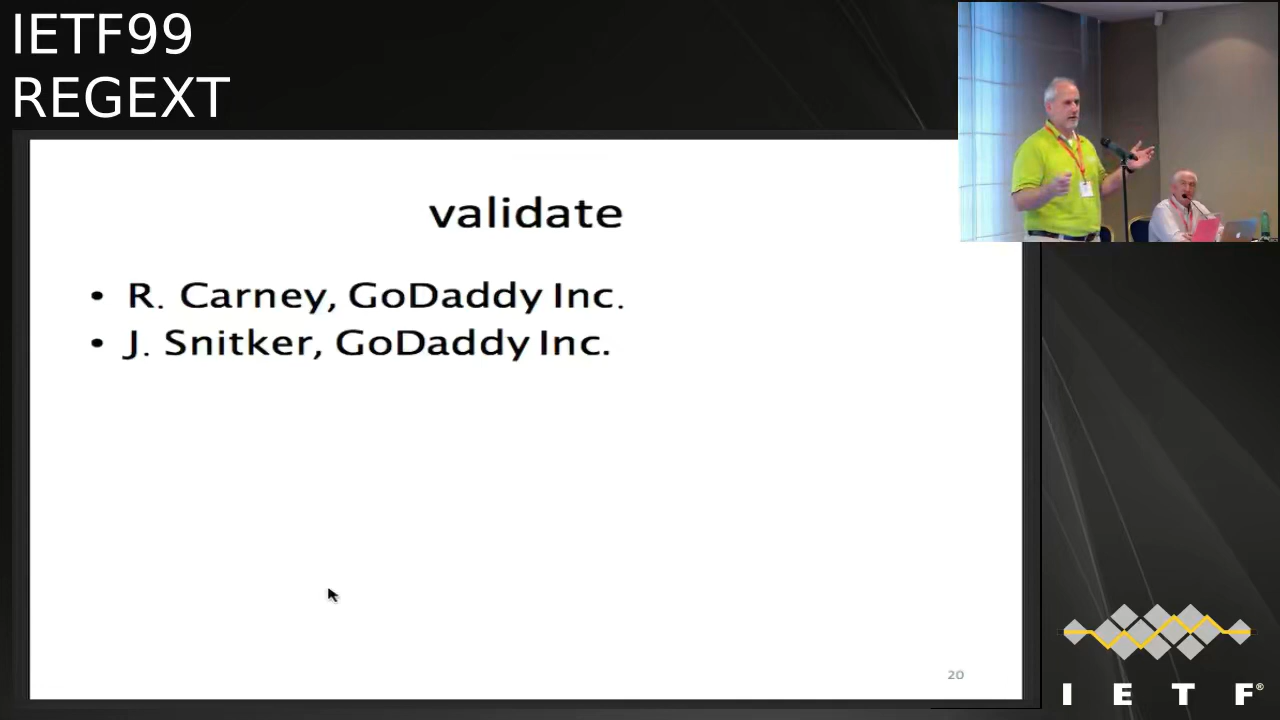 IETF99
REGEXT
validate
• R. Carney, GoDaddy Inc.
• J. Snitker, GoDaddy Inc.
20
I E T F®